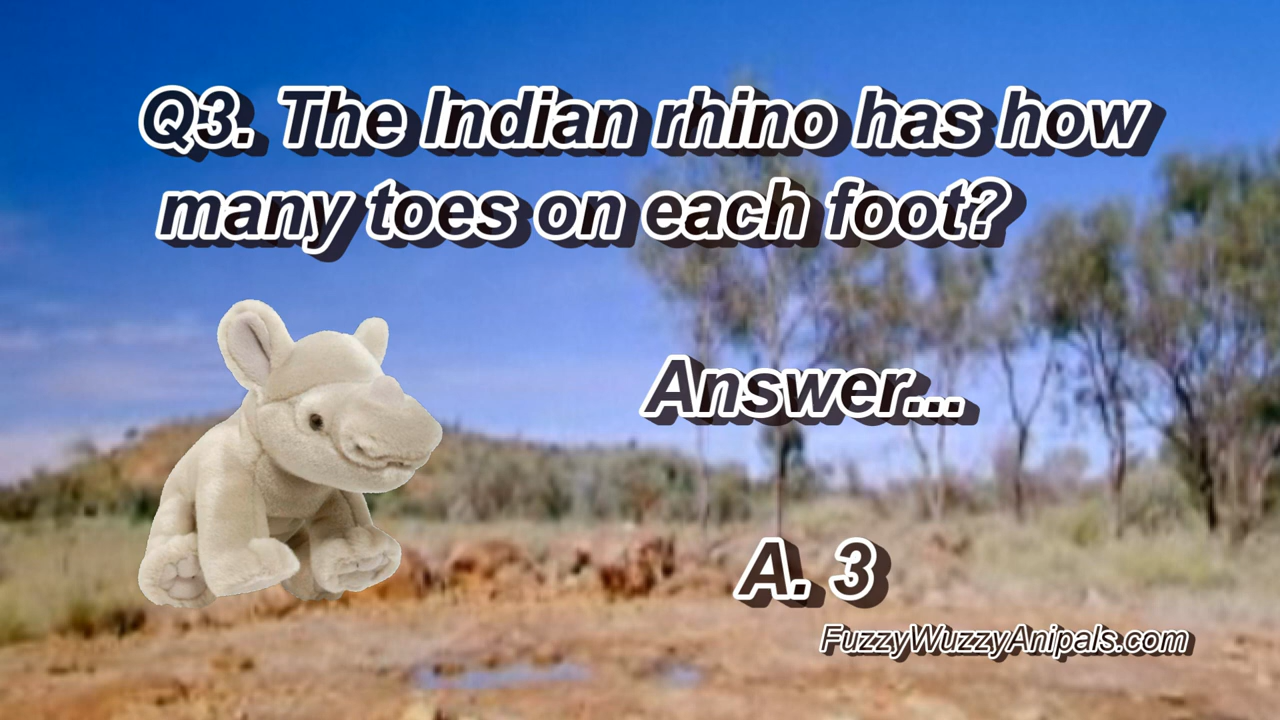 Q3. The Indian rhino has how
many toes on each foot?
Answer...
A. 3
FuzzyWuzzyAnipals.com